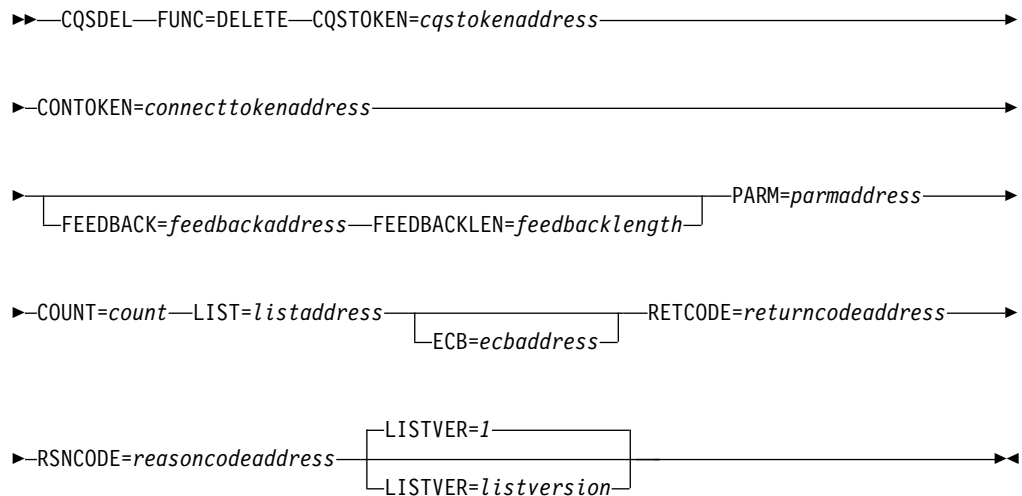 CQSDEL FUNC=DELETE CQSTOKEN=cqstokenaddress
CONTOKEN=connecttokenaddress
PARM=parmaddress
FEEDBACK=feedbackaddress FEEDBACKLEN=feedbacklength
COUNT=count LIST=listaddress RETCODE=returncodeaddress
ECB=ecbaddress
LISTVER=1
RSNCODE=reasoncodeaddress
LISTVER=listversion